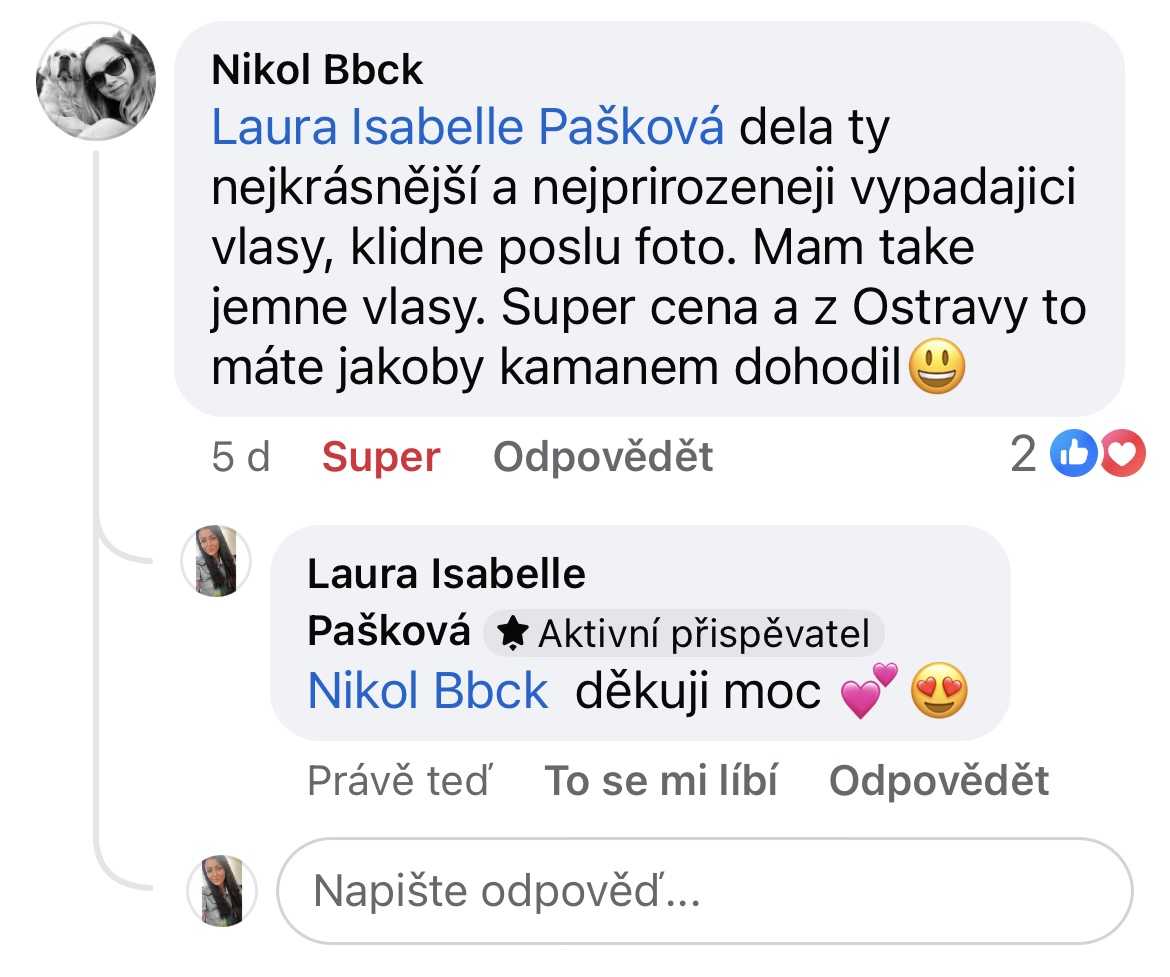 Nikol Bbck
Laura Isabelle Pašková dela ty
nejkrásnější a nejprirozeneji vypadajici
vlasy, klidne poslu foto. Mam take
jemne vlasy. Super cena a z Ostravy to
máte jakoby kamanem dohodil😃
5 d Super Odpovědět 2
Laura Isabelle
Pašková Aktivní přispěvatel
Nikol Bbck děkuji moc 💕 😍
Právě teď To se mi líbí Odpovědět
Napište odpověď...